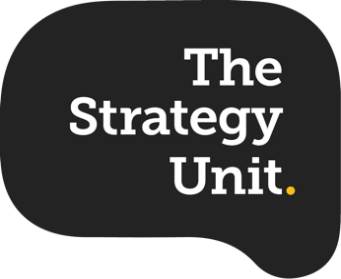 The
Strategy
Unit.